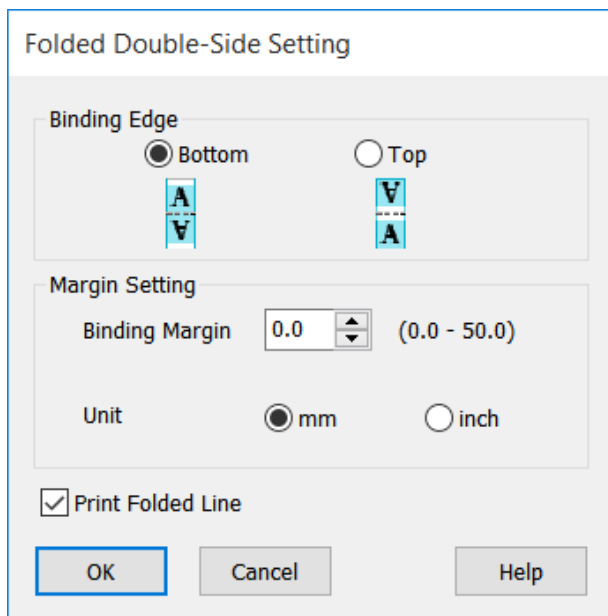 Folded Double-Side Setting
Binding Edge
Bottom Top
A A
A A
Margin Setting
Binding Margin 0.0 (0.0 - 50.0)
Unit mm inch
Print Folded Line
OK Cancel Help